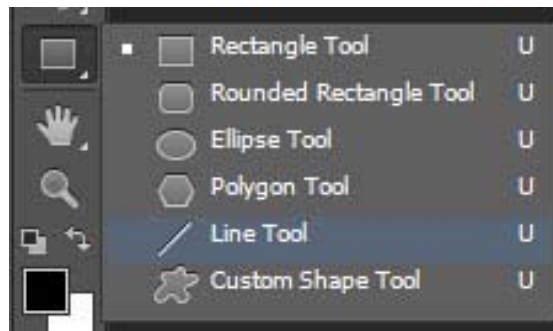 Rectangle Tool U
Rounded Rectangle Tool U
Ellipse Tool U
Polygon Tool U
Line Tool U
Custom Shape Tool U